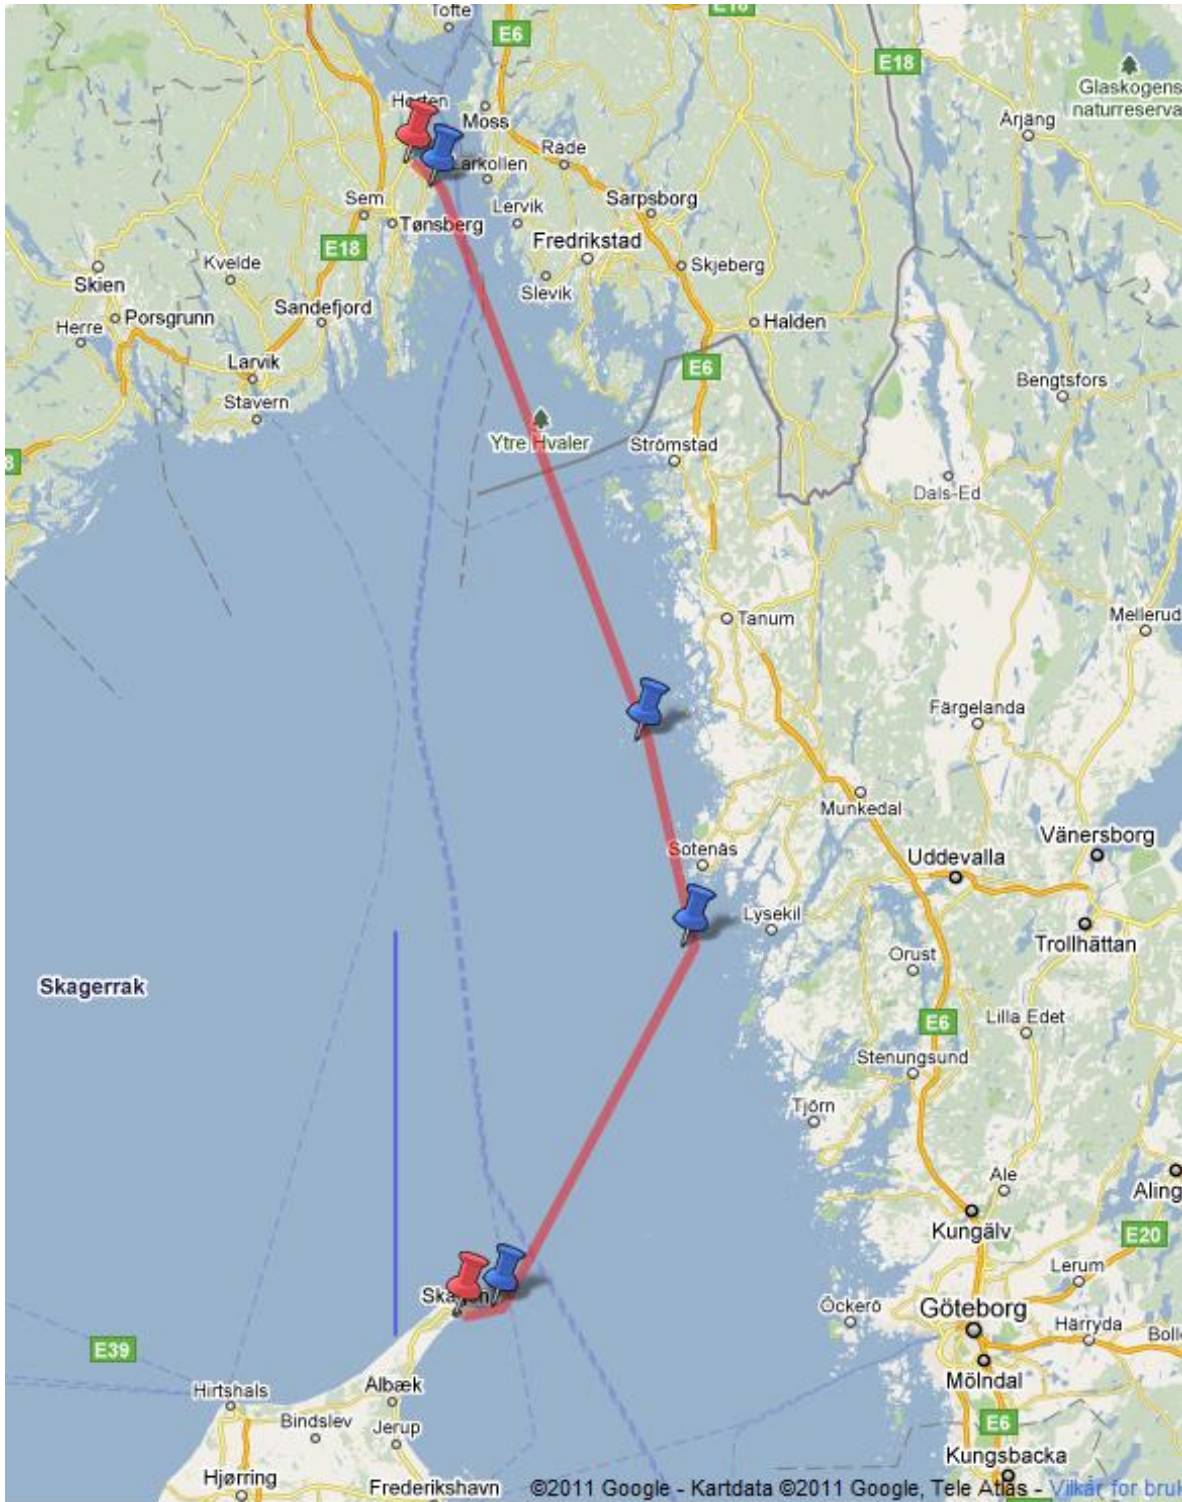 Tofte
E6
E18
E18
Glaskogens
naturreserva
Horten
Moss
Årjäng
Råde
Larkollen
Sem
Lervik
Sarpsborg
Tønsberg
E18
Fredrikstad
Kvelde
Skjeberg
Skien
Slevik
Sandefjord
Porsgrunn
Halden
Herre
Larvik
E6
Bengtsfors
Stavern
Ytre Hvaler
Strömstad
Dals-Ed
Tanum
Mellerud
Färgelanda
Munkedal
Vänersborg
Sotenäs
Uddevalla
Lysekil
Trollhättan
Orust
Skagerrak
E6
Lilla Edet
Stenungsund
Tjörn
Ale
Aling
Kungälv
E20
Lerum
Skagen
Öckerö
Göteborg
Härryda
E39
Mölndal
Hirtshals
Albæk
Bindslev
Jerup
E6
Kungsbacka
Hjørring
Frederikshavn
©2011 Google - Kartdata ©2011 Google, Tele Atlas - Vilkår for bruk